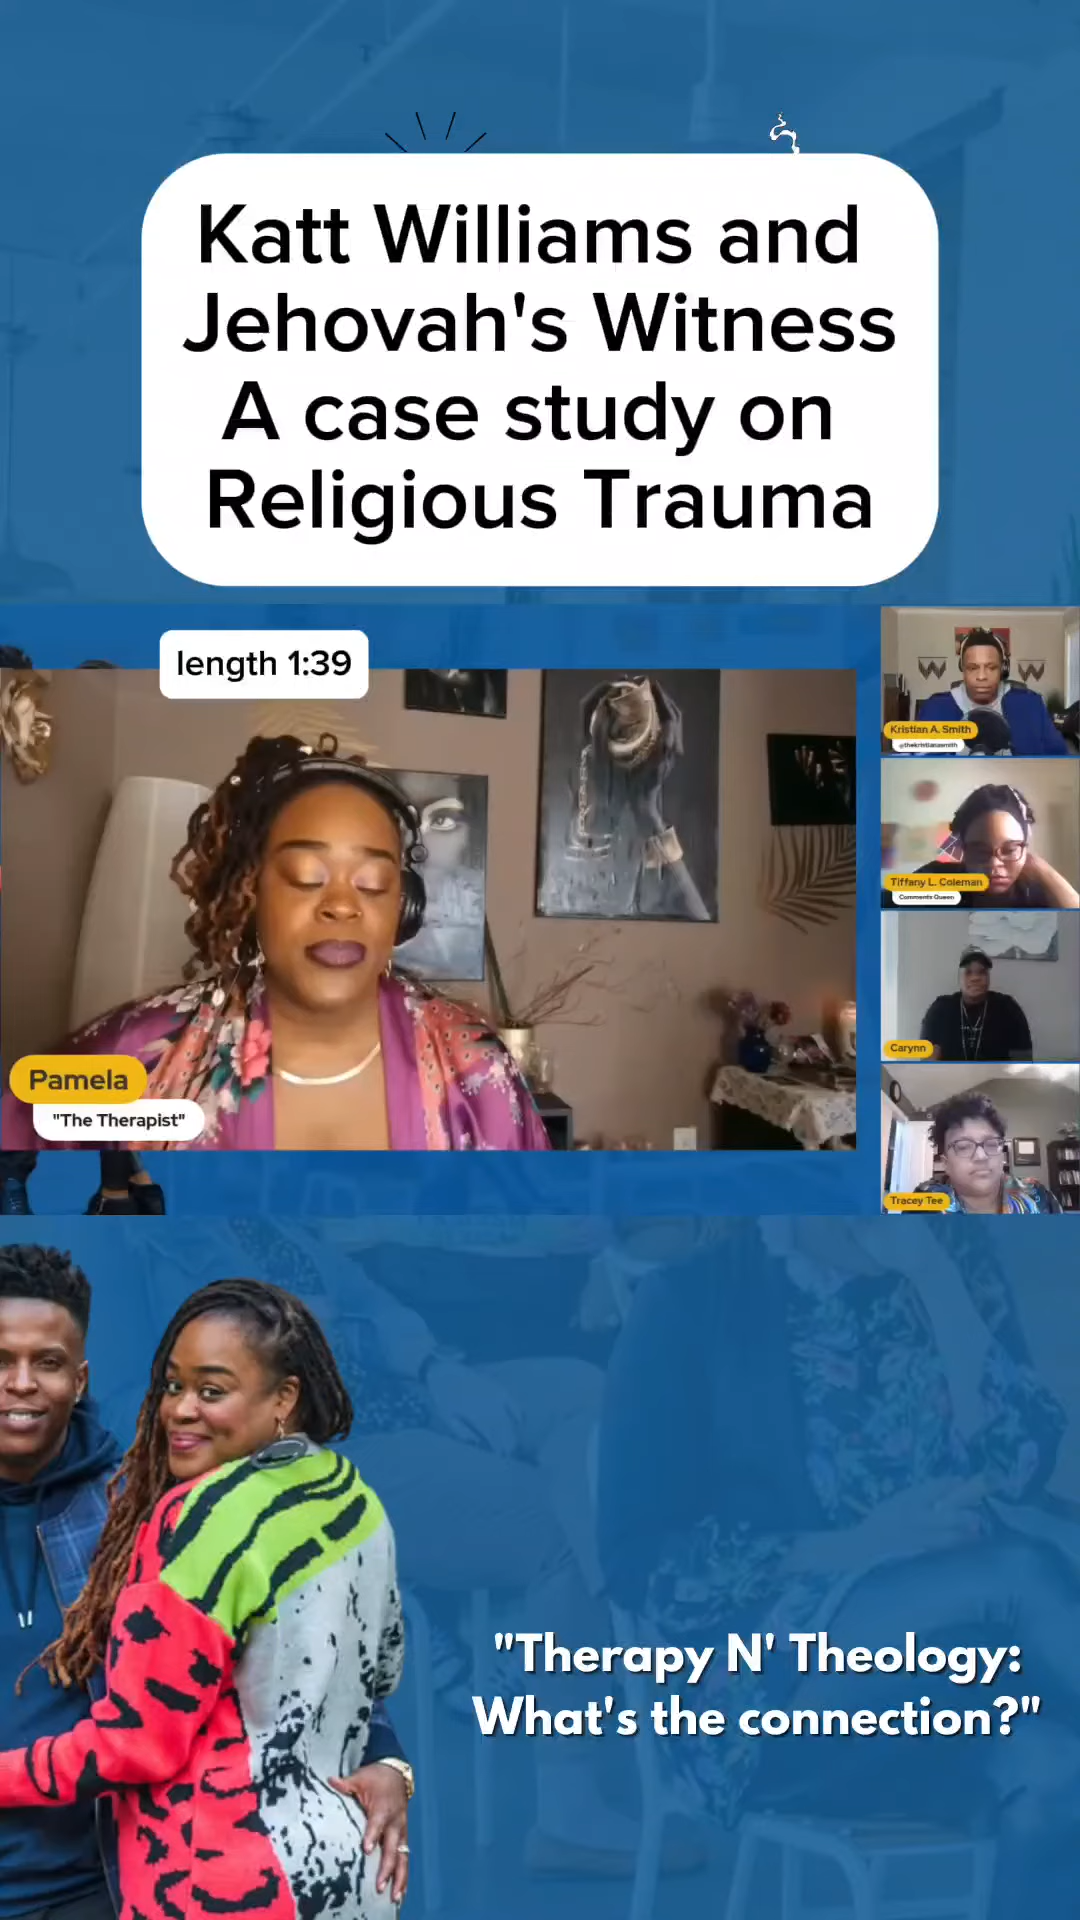 Katt Williams and
Jehovah's Witness
A case study on
Religious Trauma
length 1:39
Kristian A. Smith
@thekristianasmith
Tiffany L. Coleman
Comments Queen
Carynn
Tracey Tee
Pamela
"The Therapist"
"Therapy N' Theology:
What's the connection?"